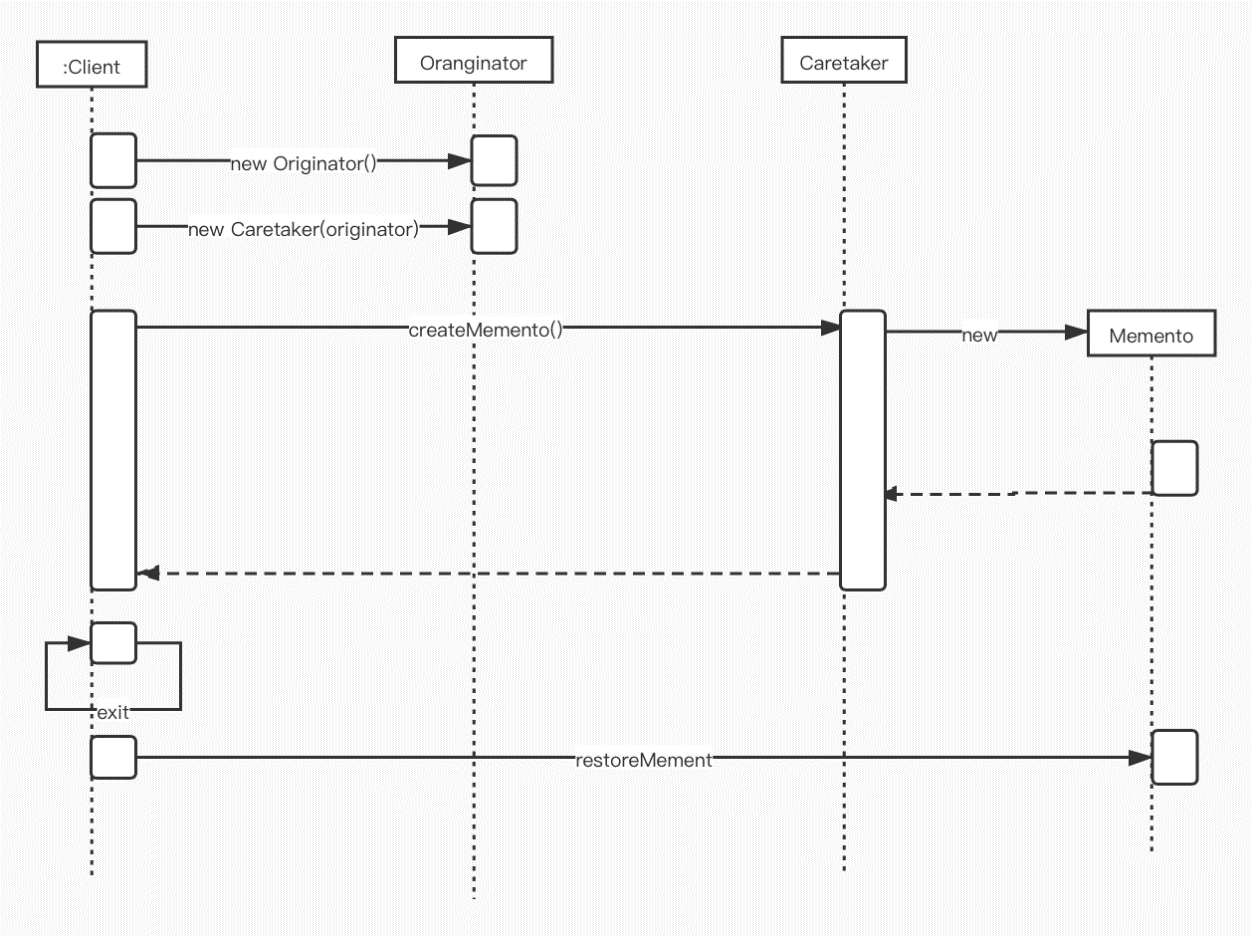 :Client
Oranginator
Caretaker
new Originator()
new Caretaker(originator)
createMemento()
new
Memento
exit
restoreMement